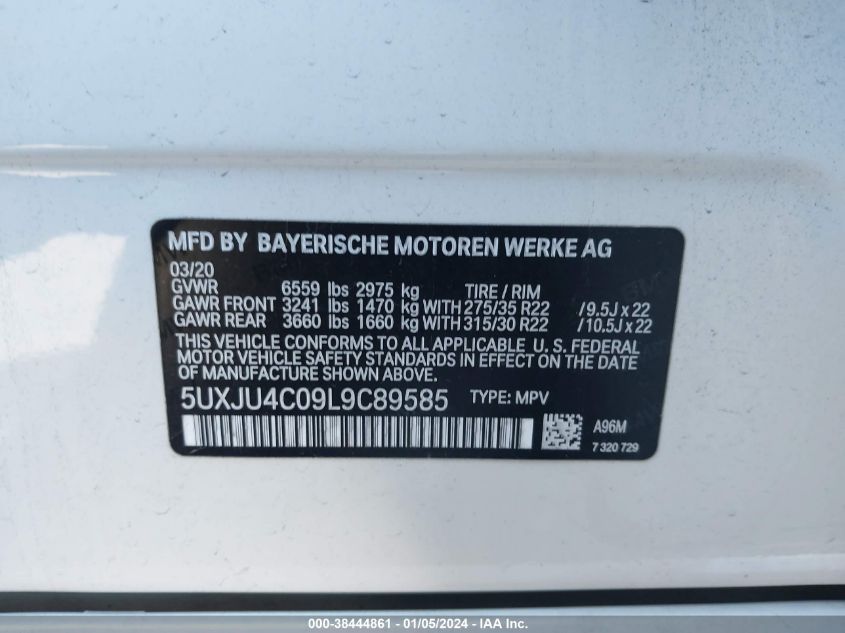 MFD BY BAYERISCHE MOTOREN WERKE AG
03/20
GVWR 6559 lbs 2975 kg TIRE / RIM
GAWR FRONT 3241 lbs 1470 kg WITH 275/35 R22 / 9.5J x 22
GAWR REAR 3660 lbs 1660 kg WITH 315/30 R22 / 10.5J x 22
THIS VEHICLE CONFORMS TO ALL APPLICABLE U. S. FEDERAL
MOTOR VEHICLE SAFETY STANDARDS IN EFFECT ON THE DATE
OF MANUFACTURE SHOWN ABOVE.
5UXJU4C09L9C89585 TYPE: MPV
A96M
7 320 729
000-38444861 - 01/05/2024 - IAA Inc.